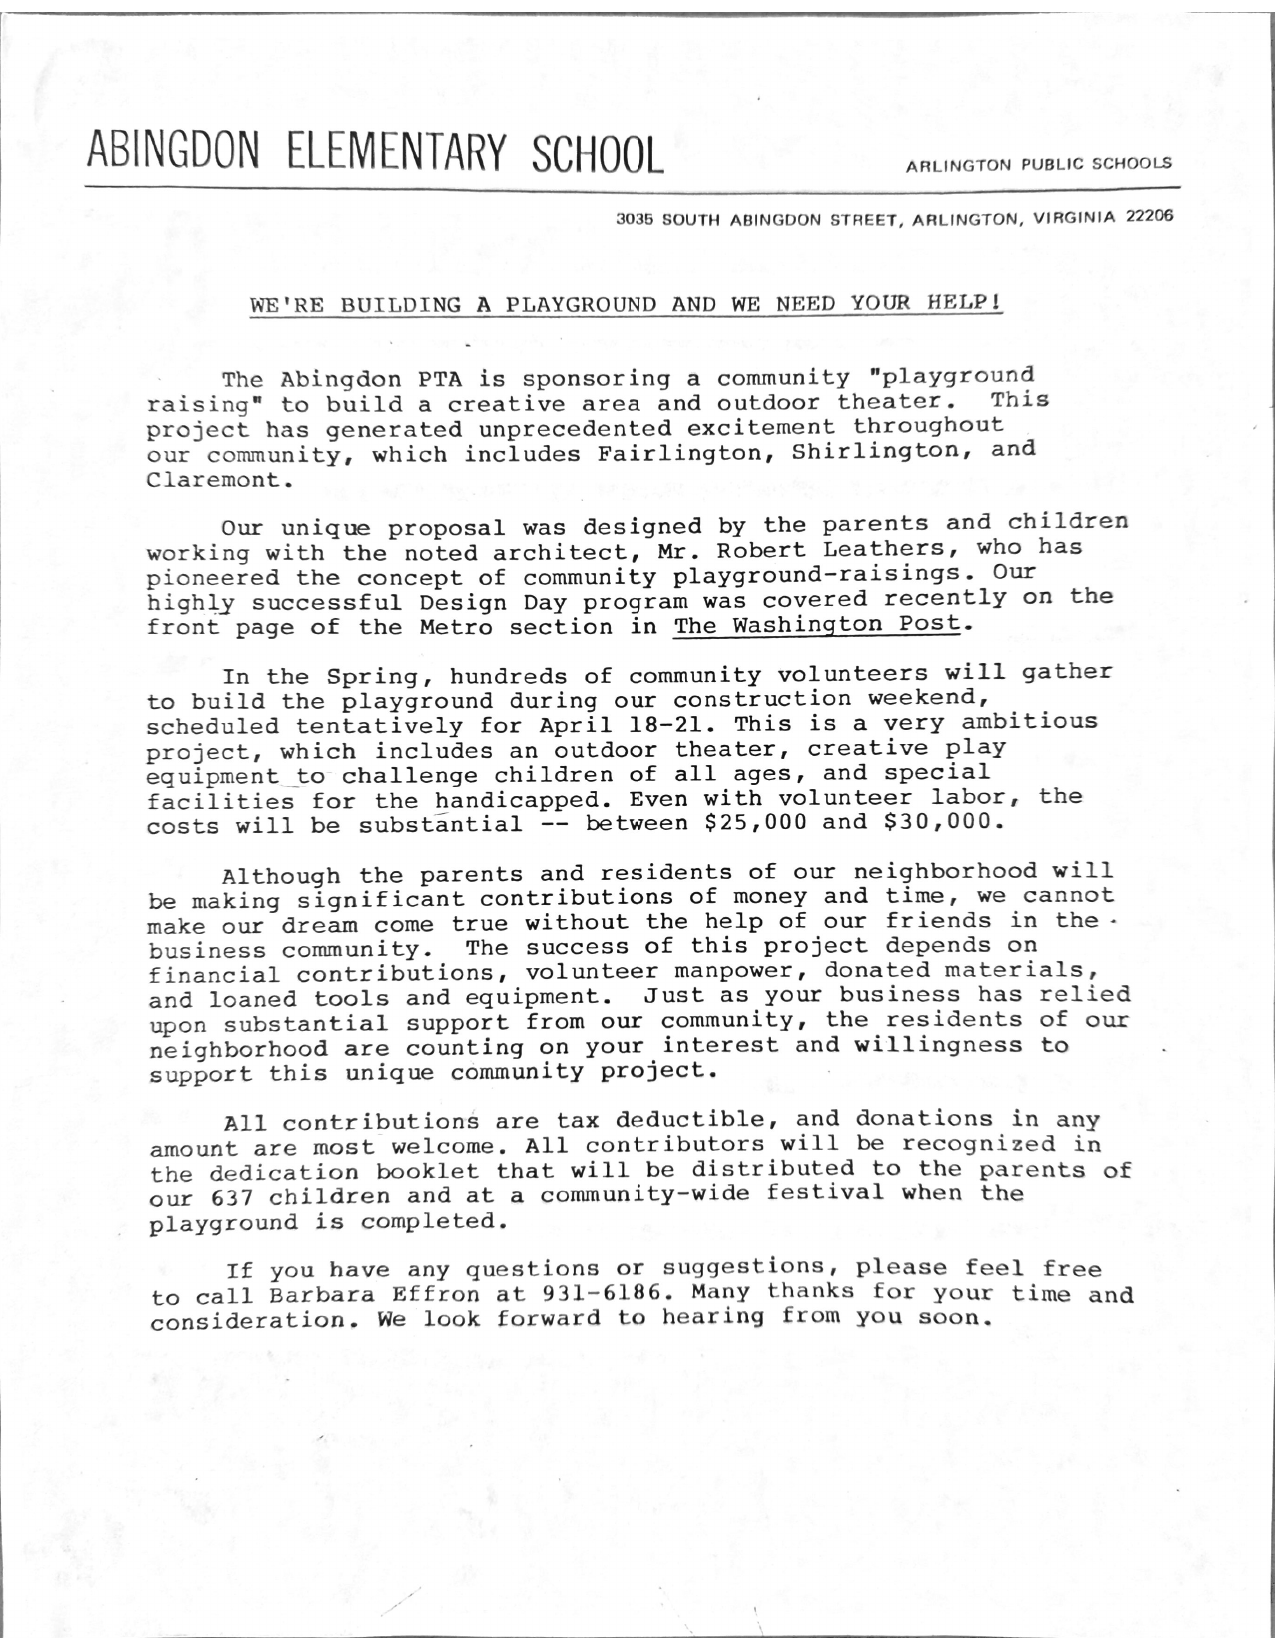 ABINGDON ELEMENTARY SCHOOL
ARLINGTON PUBLIC SCHOOLS
3035 SOUTH ABINGDON STREET, ARLINGTON, VIRGINIA 22206
WE'RE BUILDING A PLAYGROUND AND WE NEED YOUR HELP!
The Abingdon PTA is sponsoring a community "playground
raising" to build a creative area and outdoor theater. This
project has generated unprecedented excitement throughout
our community, which includes Fairlington, Shirlington, and
Claremont.
Our unique proposal was designed by the parents and children
working with the noted architect, Mr. Robert Leathers, who has
pioneered the concept of community playground-raisings. Our
highly successful Design Day program was covered recently on the
front page of the Metro section in The Washington Post.
In the Spring, hundreds of community volunteers will gather
to build the playground during our construction weekend,
scheduled tentatively for April 18-21. This is a very ambitious
project, which includes an outdoor theater, creative play
equipment to challenge children of all ages, and special
facilities for the handicapped. Even with volunteer labor, the
costs will be substantial -- between $25,000 and $30,000.
Although the parents and residents of our neighborhood will
be making significant contributions of money and time, we cannot
make our dream come true without the help of our friends in the
business community. The success of this project depends on
financial contributions, volunteer manpower, donated materials,
and loaned tools and equipment. Just as your business has relied
upon substantial support from our community, the residents of our
neighborhood are counting on your interest and willingness to
support this unique community project.
All contributions are tax deductible, and donations in any
amount are most welcome. All contributors will be recognized in
the dedication booklet that will be distributed to the parents of
our 637 children and at a community-wide festival when the
playground is completed.
If you have any questions or suggestions, please feel free
to call Barbara Effron at 931-6186. Many thanks for your time and
consideration. We look forward to hearing from you soon.